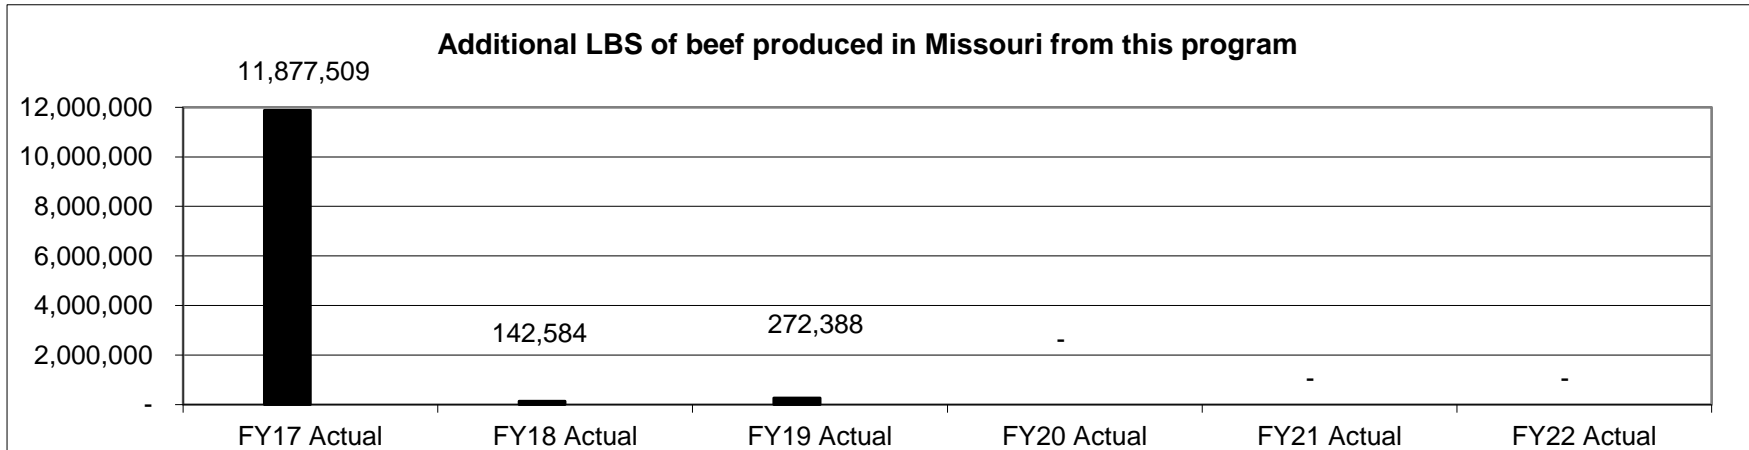 Additional LBS of beef produced in Missouri from this program
11,877,509
12,000,000
10,000,000
8,000,000
6,000,000
4,000,000
2,000,000
-
142,584
272,388
-
-
-
FY17 Actual
FY18 Actual
FY19 Actual
FY20 Actual
FY21 Actual
FY22 Actual